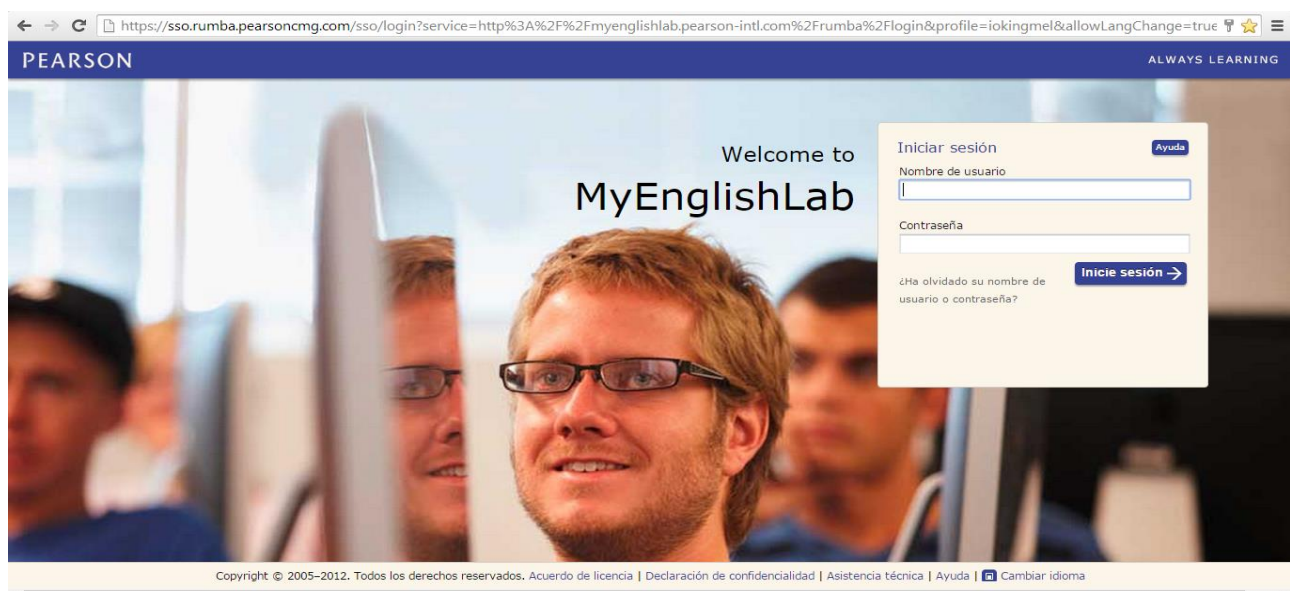 https://sso.rumba.pearsoncmg.com/sso/login?service=http%3A%2F%2Fmyenglishlab.pearson-intl.com%2Frumba%2Flogin&profile=iokingmel&allowLangChange=true
PEARSON
ALWAYS LEARNING
Welcome to
MyEnglishLab
Iniciar sesión
Ayuda
Nombre de usuario
Contraseña
¿Ha olvidado su nombre de
usuario o contraseña?
Inicie sesión →
Copyright © 2005–2012. Todos los derechos reservados. Acuerdo de licencia | Declaración de confidencialidad | Asistencia técnica | Ayuda | Cambiar idioma